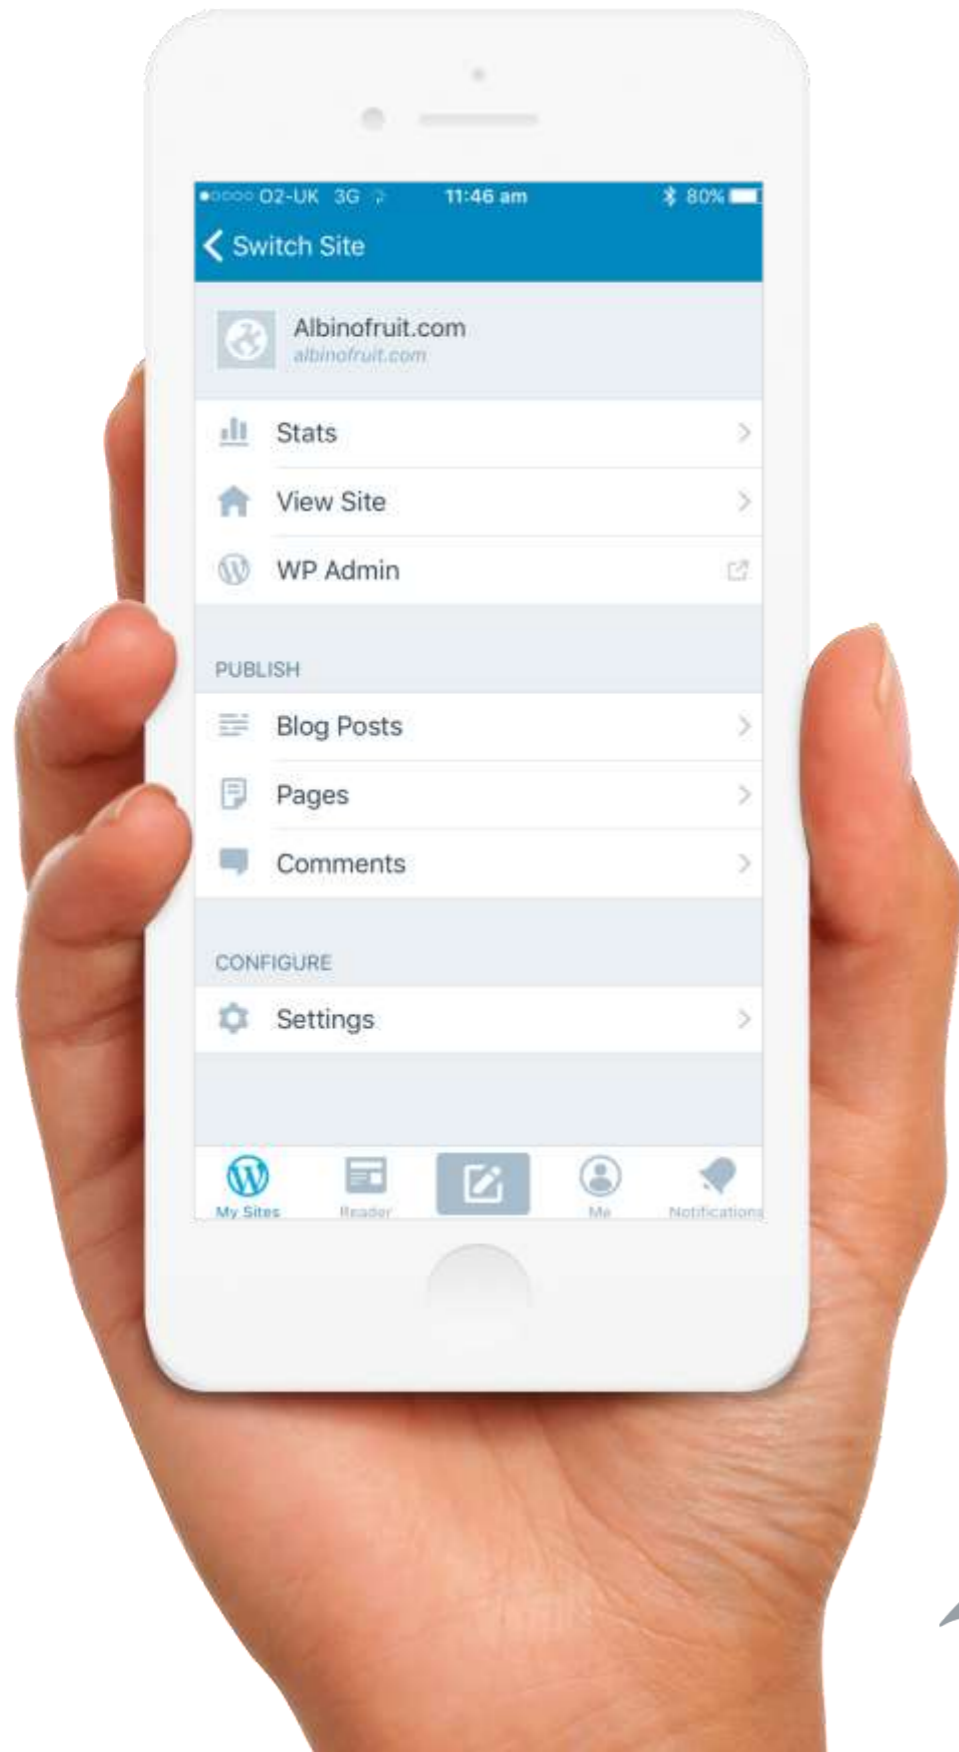 O2-UK 3G 11:46 am 80%
Switch Site
Albinofruit.com
albinofruit.com
Stats
View Site
WP Admin
PUBLISH
Blog Posts
Pages
Comments
CONFIGURE
Settings
My Sites Reader Me Notifications